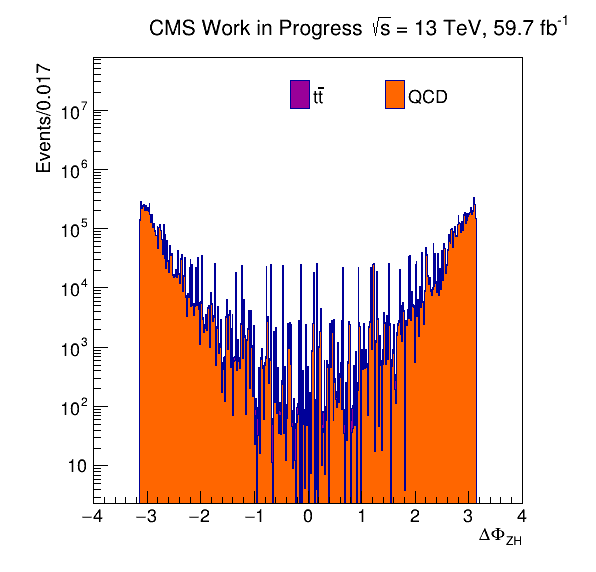 CMS Work in Progress √s = 13 TeV, 59.7 fb⁻¹
Events/0.017
tt̄
QCD
10⁷
10⁶
10⁵
10⁴
10³
10²
10
−4 −3 −2 −1 0 1 2 3 4
ΔΦ_ZH